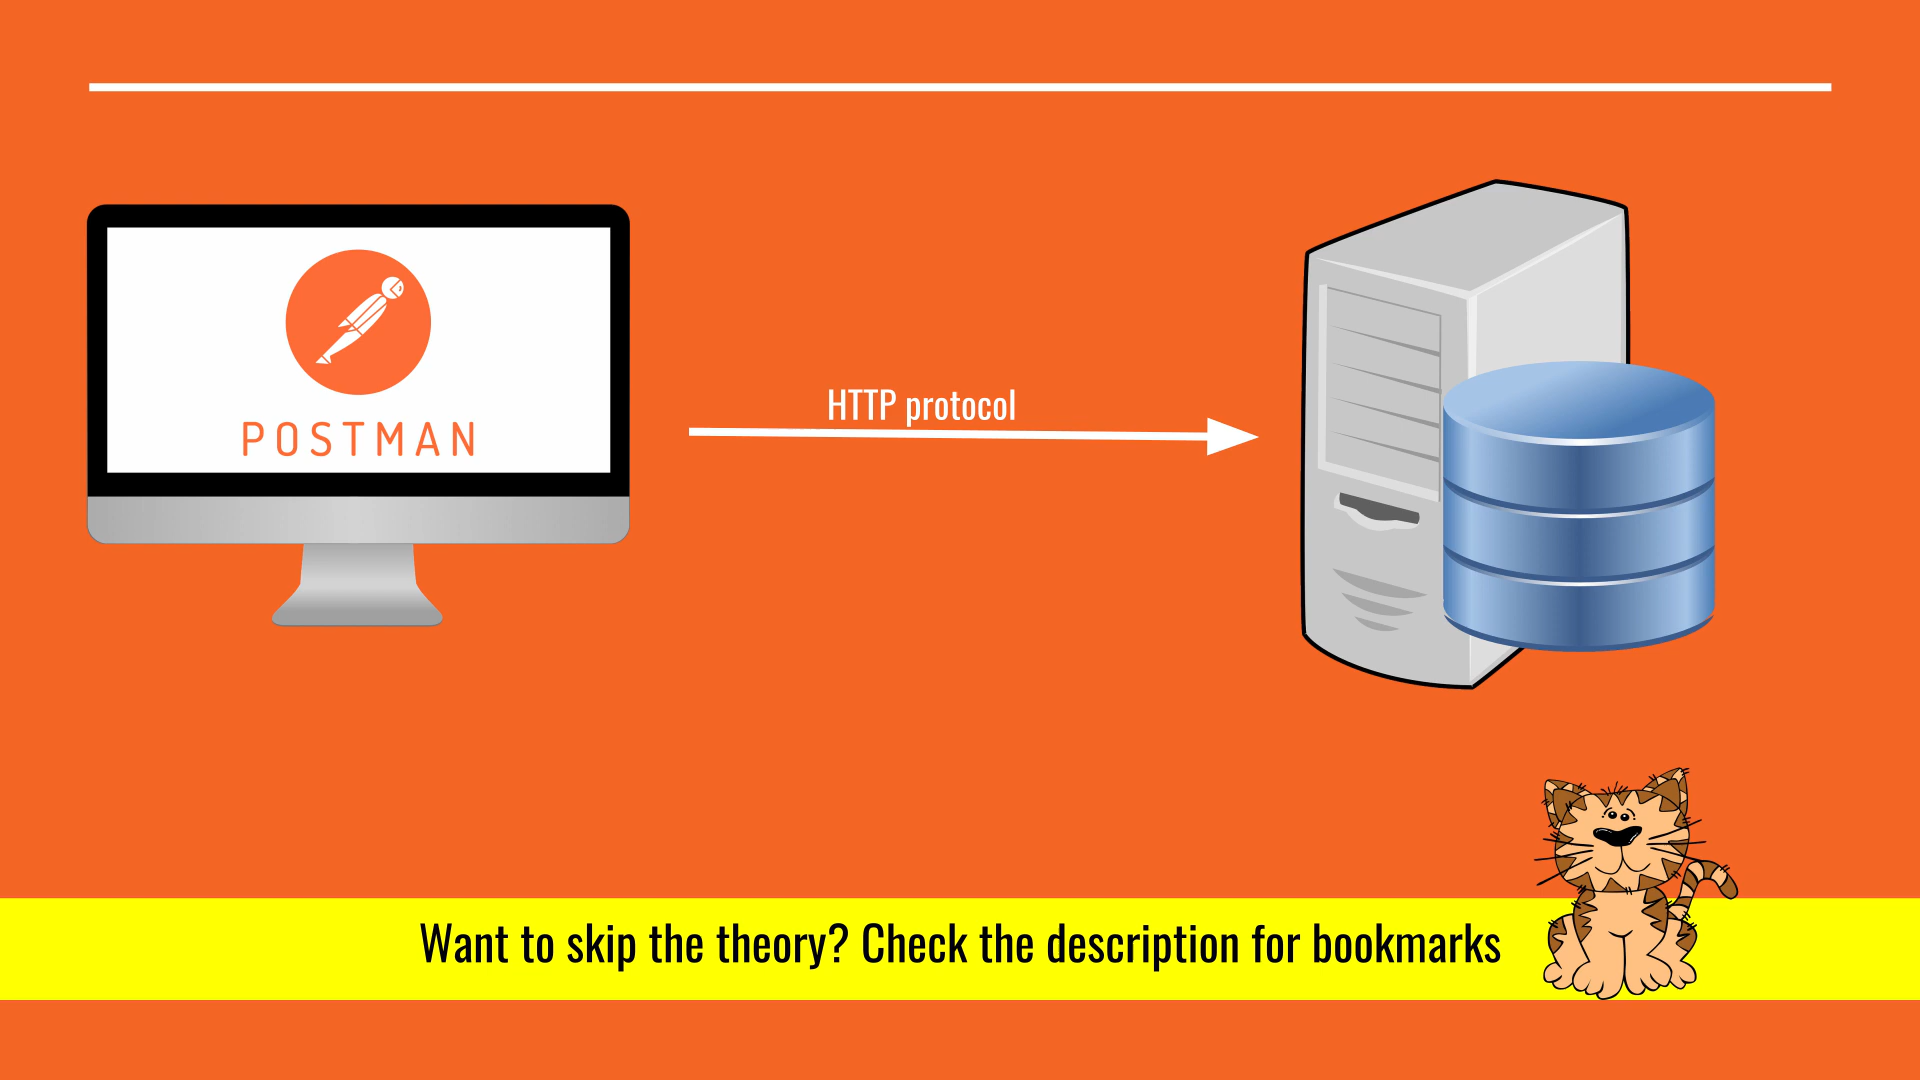 POSTMAN
HTTP protocol
Want to skip the theory? Check the description for bookmarks